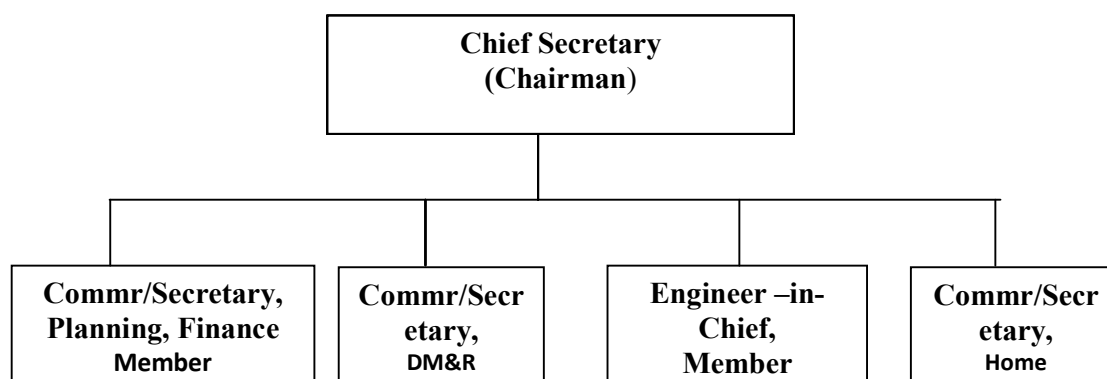 Chief Secretary
(Chairman)
Commr/Secretary,
Planning, Finance
Member
Commr/Secr
etary,
DM&R
Engineer –in-
Chief,
Member
Commr/Secr
etary,
Home